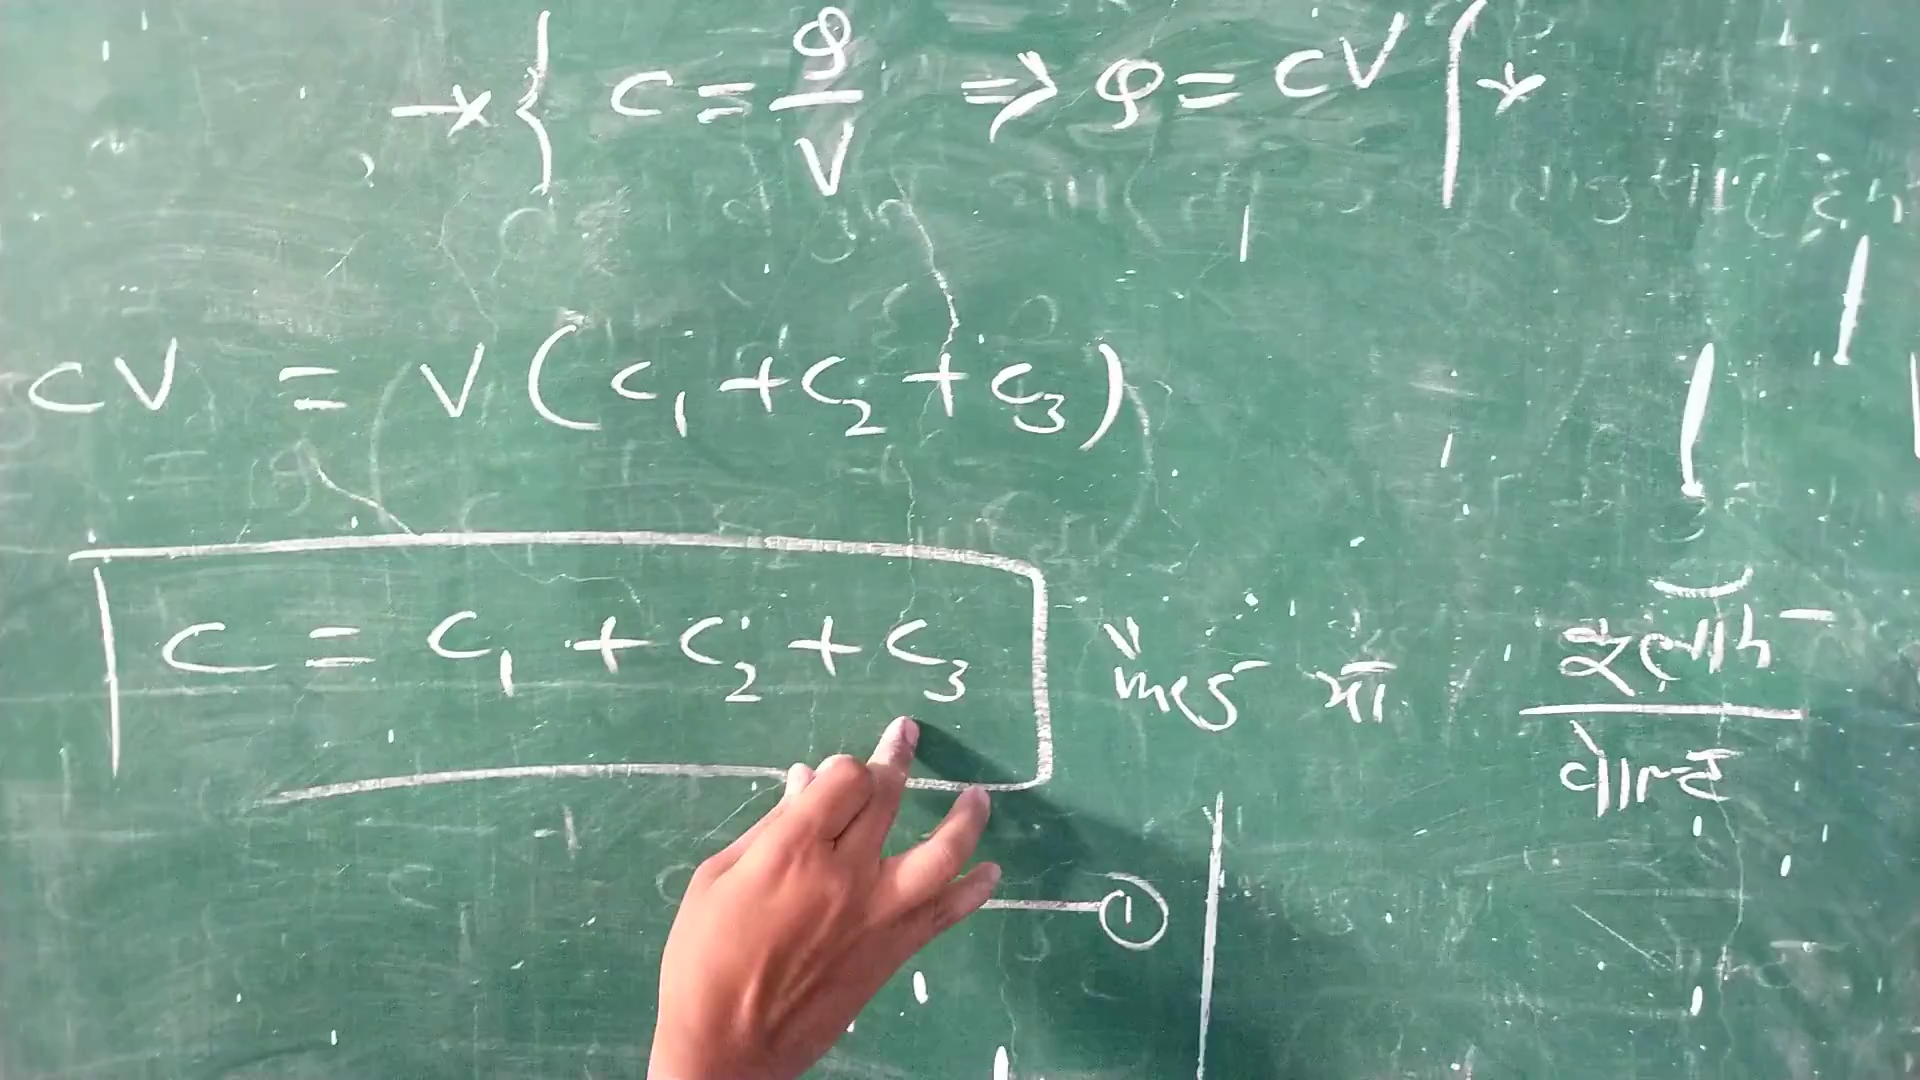 { C = Q/V ⇒ Q = CV }
CV = V ( C₁ + C₂ + C₃ )
C = C₁ + C₂ + C₃ या कूलॉम / वोल्ट
①